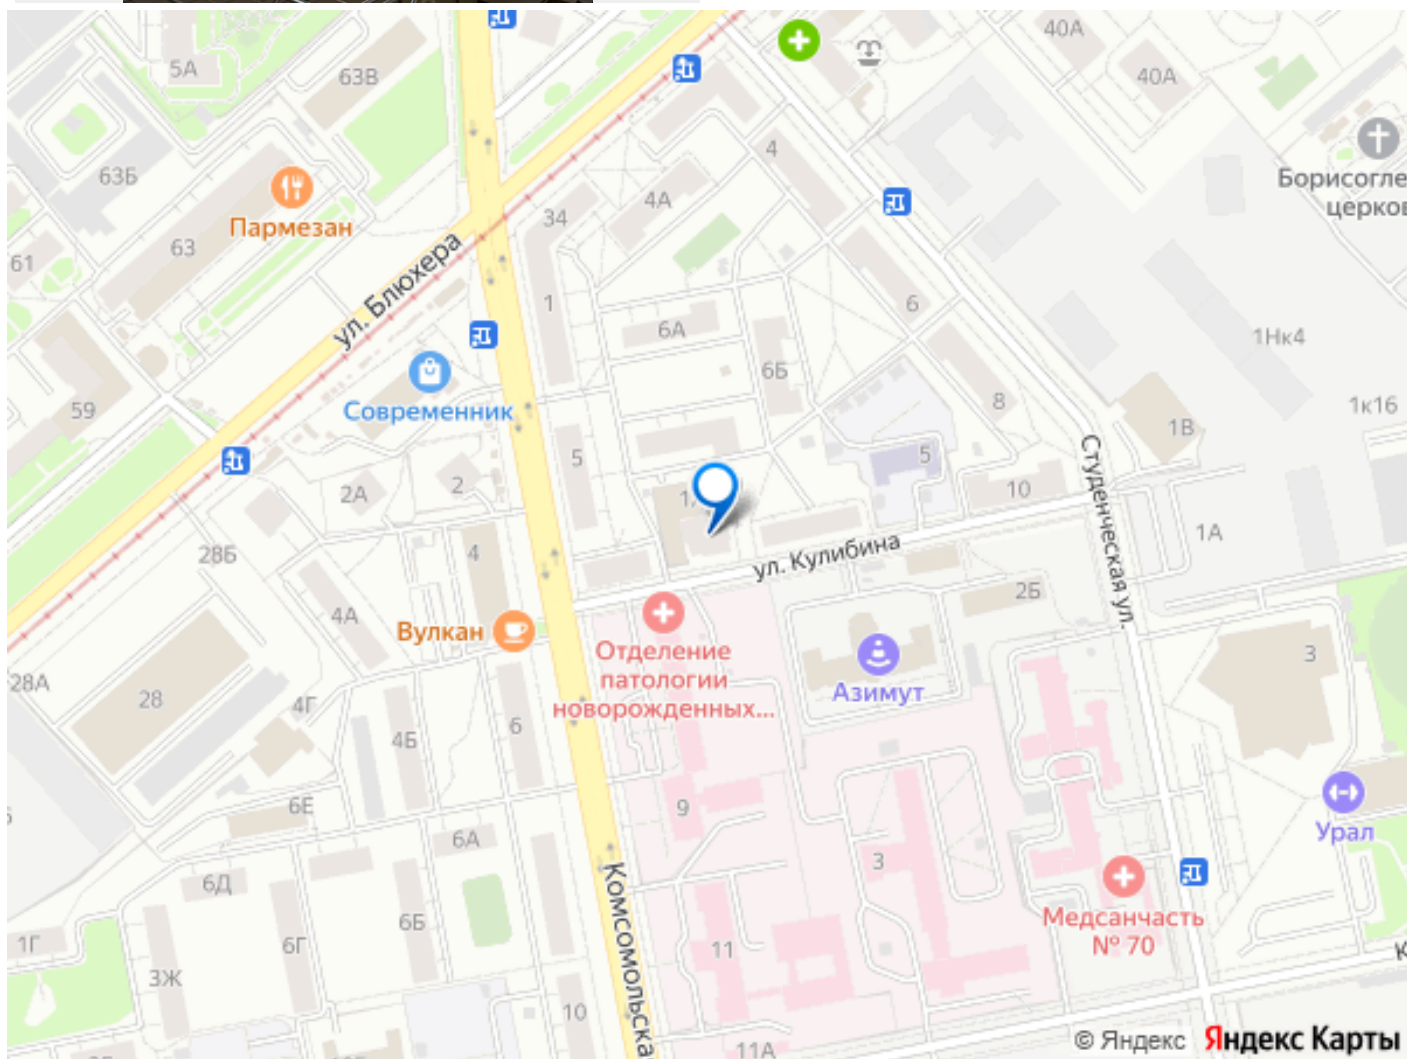 40А
5А
63В
40А
63Б
4
Борисогле
церков
4А
Пармезан
34
63
61
ул. Блюхера
6
1
6А
1Нк4
6Б
59
Современник
8
1к16
1В
5
5
2А
2
10
Студенческая ул.
28Б
4
ул. Кулибина
1А
4А
2Б
Вулкан
Отделение
патологии
новорожденных...
Азимут
3
28А
28
4Г
4Б
6
6Е
9
Урал
6А
3
6Д
Комсомольска
Медсанчасть
№ 70
6Б
1Г
6Г
11
3Ж
10
11А
К
© Яндекс Яндекс Карты